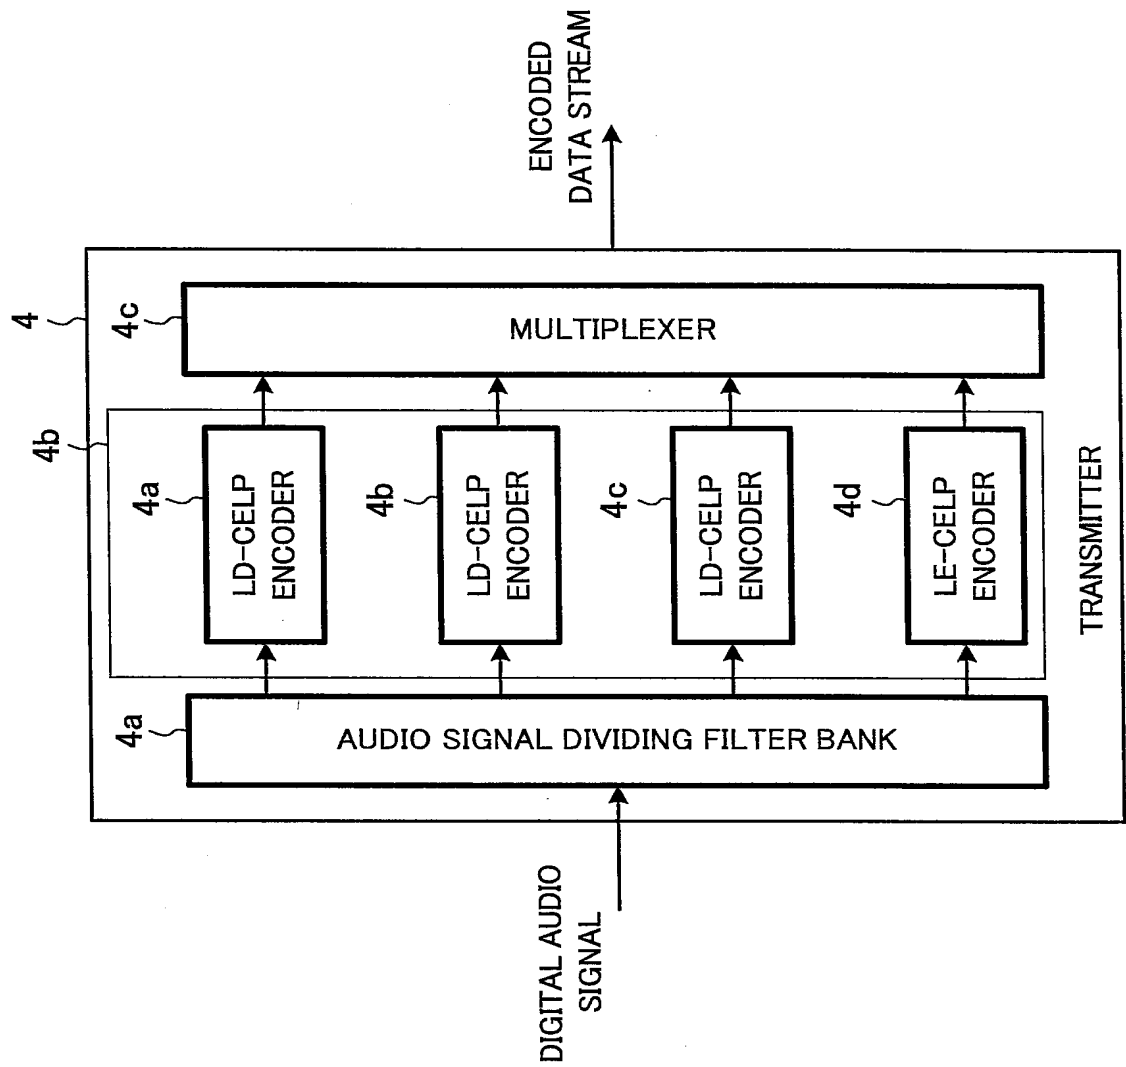 4
4c
MULTIPLEXER
ENCODED
DATA STREAM
4b
4a
LD-CELP
ENCODER
4b
LD-CELP
ENCODER
4c
LD-CELP
ENCODER
4d
LE-CELP
ENCODER
TRANSMITTER
4a
AUDIO SIGNAL DIVIDING FILTER BANK
DIGITAL AUDIO
SIGNAL